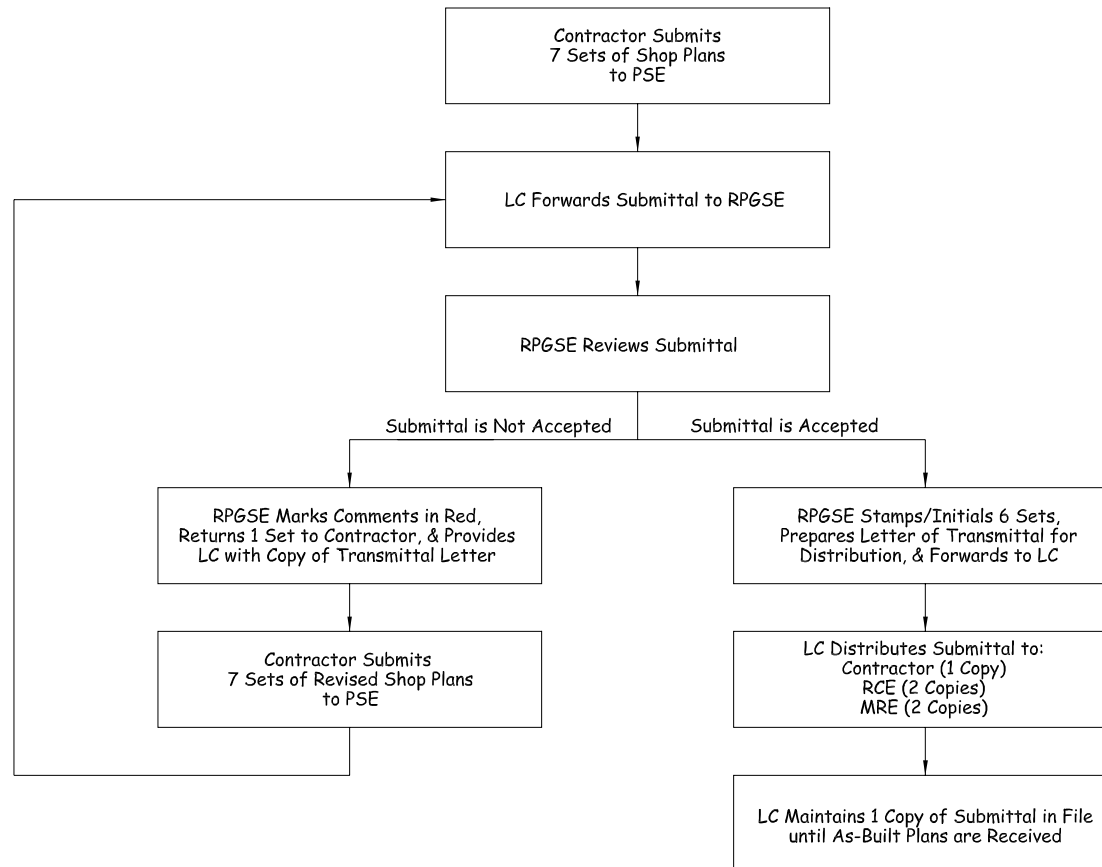 Contractor Submits
7 Sets of Shop Plans
to PSE
LC Forwards Submittal to RPGSE
RPGSE Reviews Submittal
Submittal is Not Accepted
Submittal is Accepted
RPGSE Marks Comments in Red,
Returns 1 Set to Contractor, & Provides
LC with Copy of Transmittal Letter
RPGSE Stamps/Initials 6 Sets,
Prepares Letter of Transmittal for
Distribution, & Forwards to LC
Contractor Submits
7 Sets of Revised Shop Plans
to PSE
LC Distributes Submittal to:
Contractor (1 Copy)
RCE (2 Copies)
MRE (2 Copies)
LC Maintains 1 Copy of Submittal in File
until As-Built Plans are Received